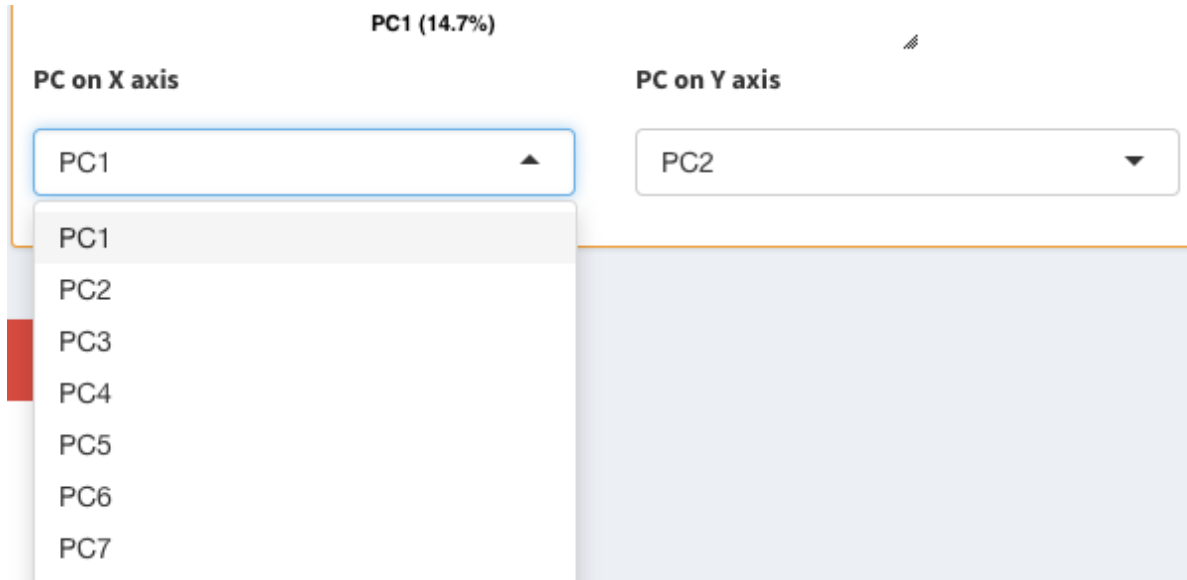 PC1 (14.7%)
PC on X axis
PC on Y axis
PC1
PC2
PC1
PC2
PC3
PC4
PC5
PC6
PC7